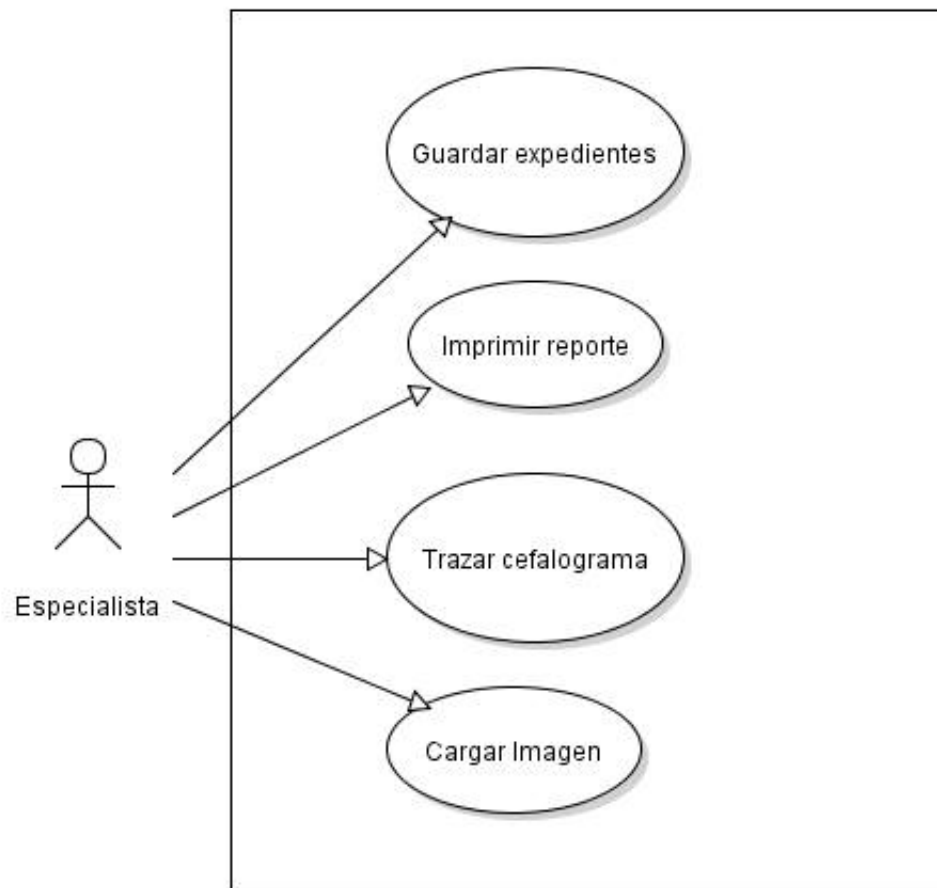 Guardar expedientes
Imprimir reporte
Trazar cefalograma
Especialista
Cargar Imagen